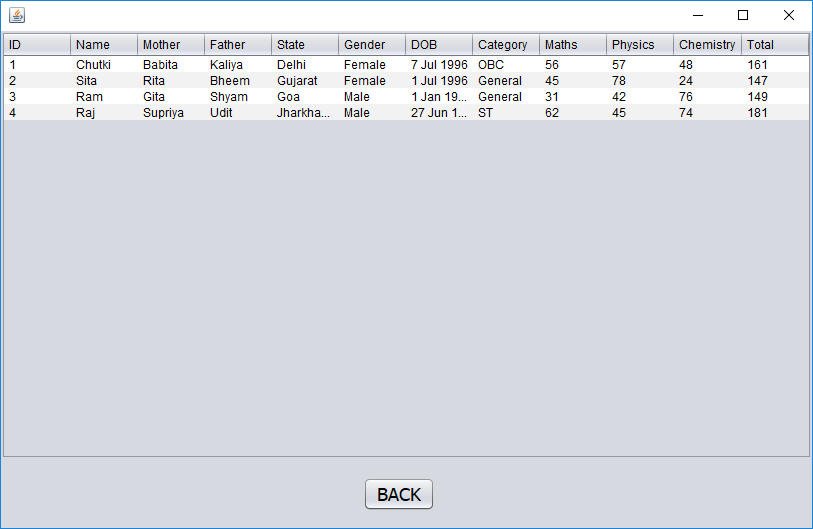 ID Name Mother Father State Gender DOB Category Maths Physics Chemistry Total
1 Chutki Babita Kaliya Delhi Female 7 Jul 1996 OBC 56 57 48 161
2 Sita Rita Bheem Gujarat Female 1 Jul 1996 General 45 78 24 147
3 Ram Gita Shyam Goa Male 1 Jan 19... General 31 42 76 149
4 Raj Supriya Udit Jharkha... Male 27 Jun 1... ST 62 45 74 181
BACK